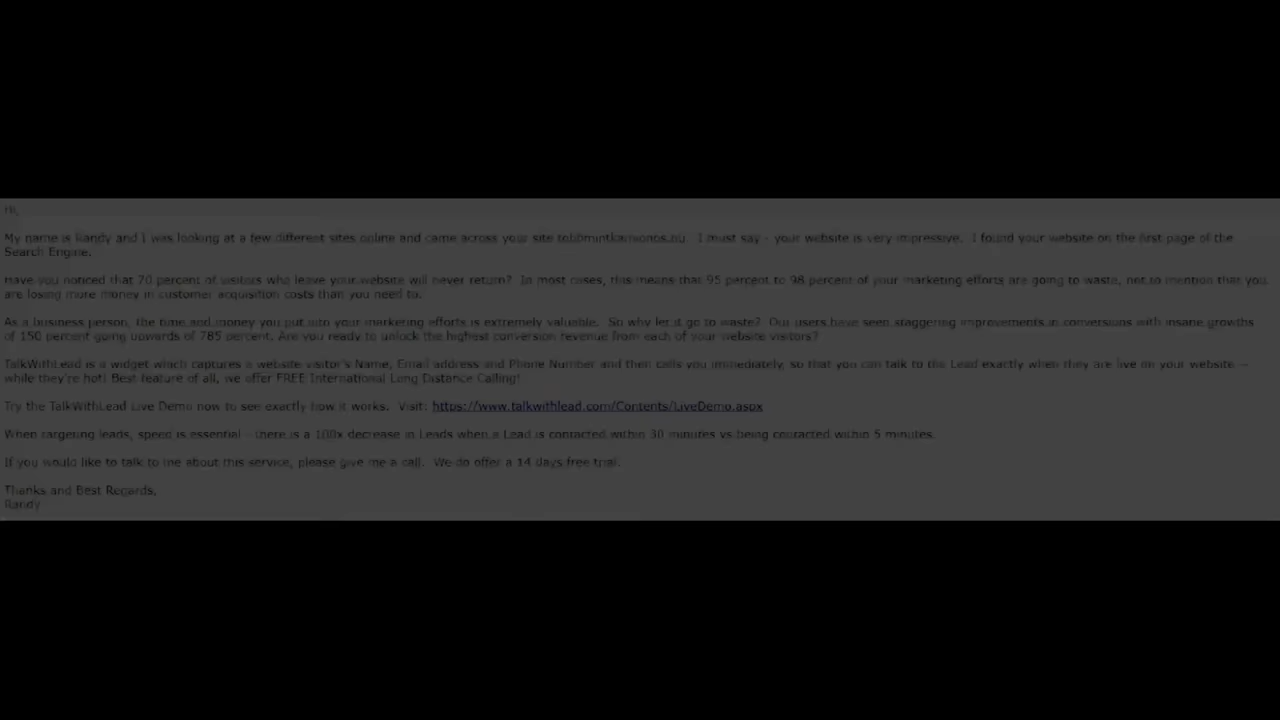 Hi,
My name is Randy and I was looking at a few different sites online and came across your site tobbmintkarmonos.hu.  I must say - your website is very impressive.  I found your website on the first page of the
Search Engine.
Have you noticed that 70 percent of visitors who leave your website will never return?  In most cases, this means that 95 percent to 98 percent of your marketing efforts are going to waste, not to mention that you
are losing more money in customer acquisition costs than you need to.
As a business person, the time and money you put into your marketing efforts is extremely valuable.  So why let it go to waste?  Our users have seen staggering improvements in conversions with insane growths
of 150 percent going upwards of 785 percent. Are you ready to unlock the highest conversion revenue from each of your website visitors?
TalkWithLead is a widget which captures a website visitor's Name, Email address and Phone Number and then calls you immediately, so that you can talk to the Lead exactly when they are live on your website —
while they're hot! Best feature of all, we offer FREE International Long Distance Calling!
Try the TalkWithLead Live Demo now to see exactly how it works.  Visit: https://www.talkwithlead.com/Contents/LiveDemo.aspx
When targeting leads, speed is essential - there is a 100x decrease in Leads when a Lead is contacted within 30 minutes vs being contacted within 5 minutes.
If you would like to talk to me about this service, please give me a call.  We do offer a 14 days free trial.
Thanks and Best Regards,
Randy